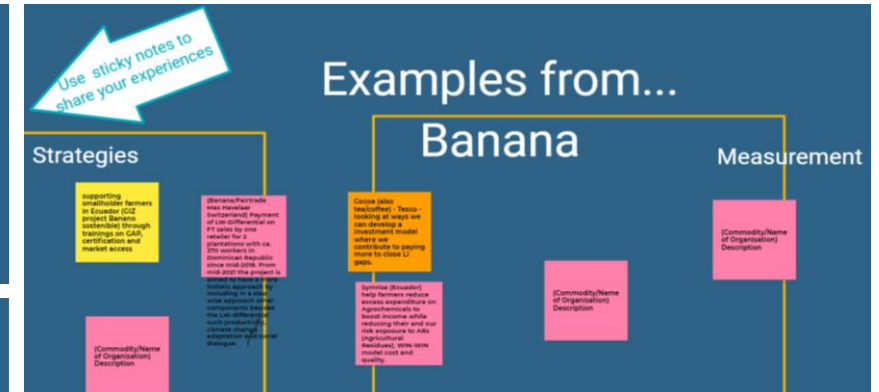 Use sticky notes to
share your experiences
Examples from...
Banana
Strategies
Measurement
supporting
smallholder farmers
in Ecuador (GIZ
project Banano
sostenible) through
trainings on GAP,
certification and
market access
(Banana/Fairtrade
Max Havelaar
Switzerland) Payment
of LW-Differential on
FT sales by one
retailer for 2
plantations with ca.
370 workers in
Dominican Republic
since mid-2018. From
mid-2021 the project is
aimed to have a more
holistic approach by
including in a step
wise approach other
components besides
the LW-differential
such productivity,
climate change
adaptation and social
dialogue
Cocoa (also
tea/coffee) - Tesco -
looking at ways we
can develop a
investment model
where we
contribute to paying
more to close LI
gaps.
Symrise (Ecuador)
help farmers reduce
excess expenditure on
Agrochemicals to
boost income while
reducing their and our
risk exposure to ARs
(Agricultural
Residues). WIN-WIN
model cost and
quality.
(Commodity/Name
of Organisation)
Description
(Commodity/Name
of Organisation)
Description
(Commodity/Name
of Organisation)
Description